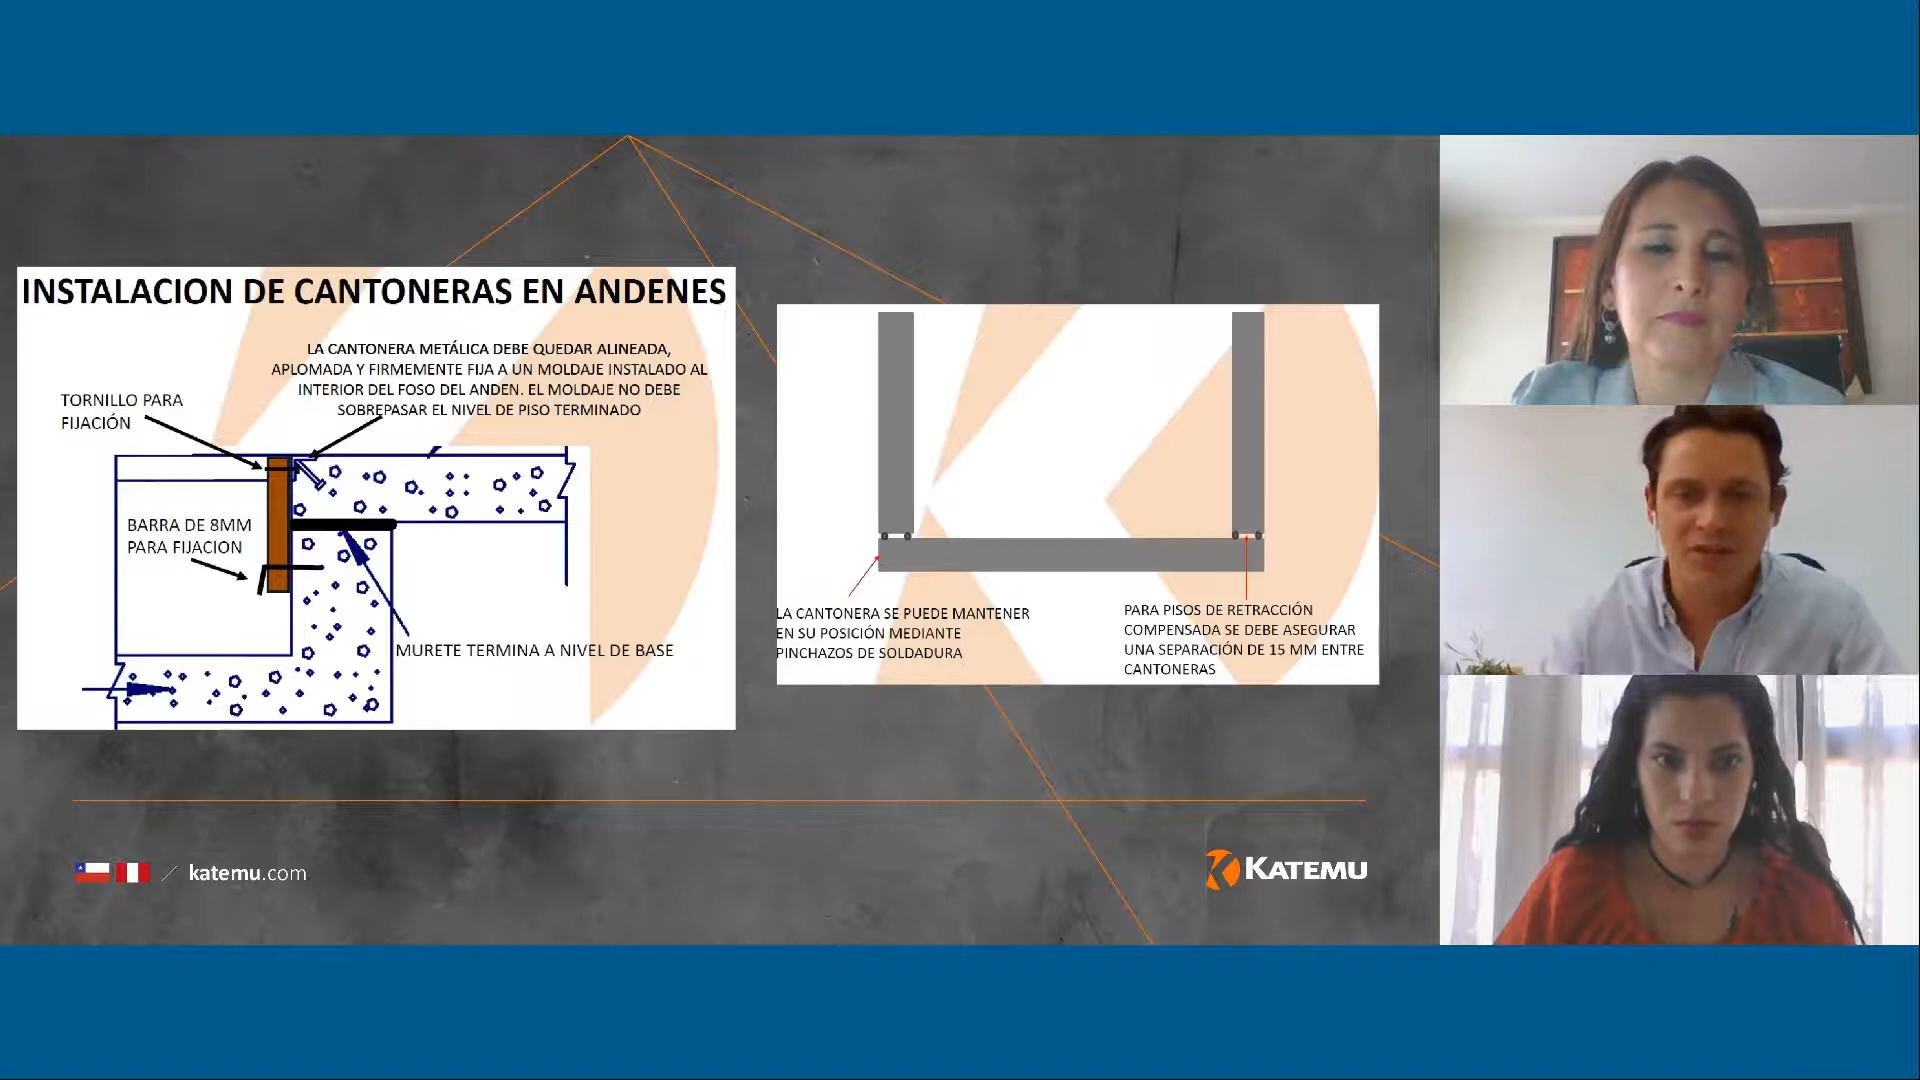 INSTALACION DE CANTONERAS EN ANDENES
LA CANTONERA METÁLICA DEBE QUEDAR ALINEADA,
APLOMADA Y FIRMEMENTE FIJA A UN MOLDAJE INSTALADO AL
INTERIOR DEL FOSO DEL ANDEN. EL MOLDAJE NO DEBE
SOBREPASAR EL NIVEL DE PISO TERMINADO
TORNILLO PARA
FIJACIÓN
BARRA DE 8MM
PARA FIJACION
MURETE TERMINA A NIVEL DE BASE
LA CANTONERA SE PUEDE MANTENER
EN SU POSICIÓN MEDIANTE
PINCHAZOS DE SOLDADURA
PARA PISOS DE RETRACCIÓN
COMPENSADA SE DEBE ASEGURAR
UNA SEPARACIÓN DE 15 MM ENTRE
CANTONERAS
/ katemu.com
KATEMU